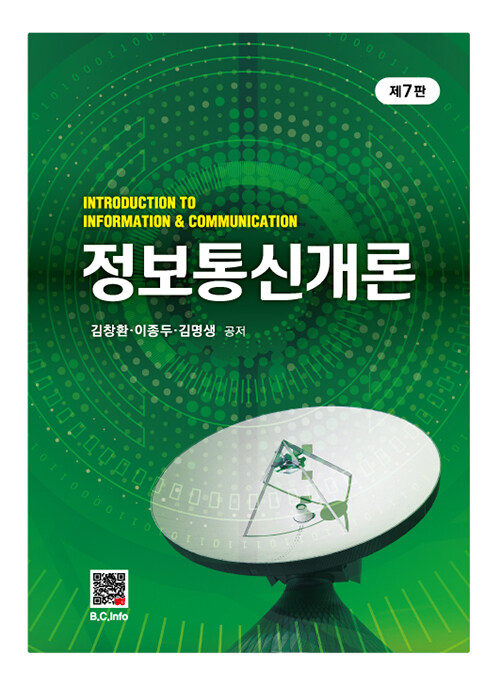 제7판
INTRODUCTION TO
INFORMATION & COMMUNICATION
정보통신개론
김창환·이종두·김명생 공저
B.C.Info